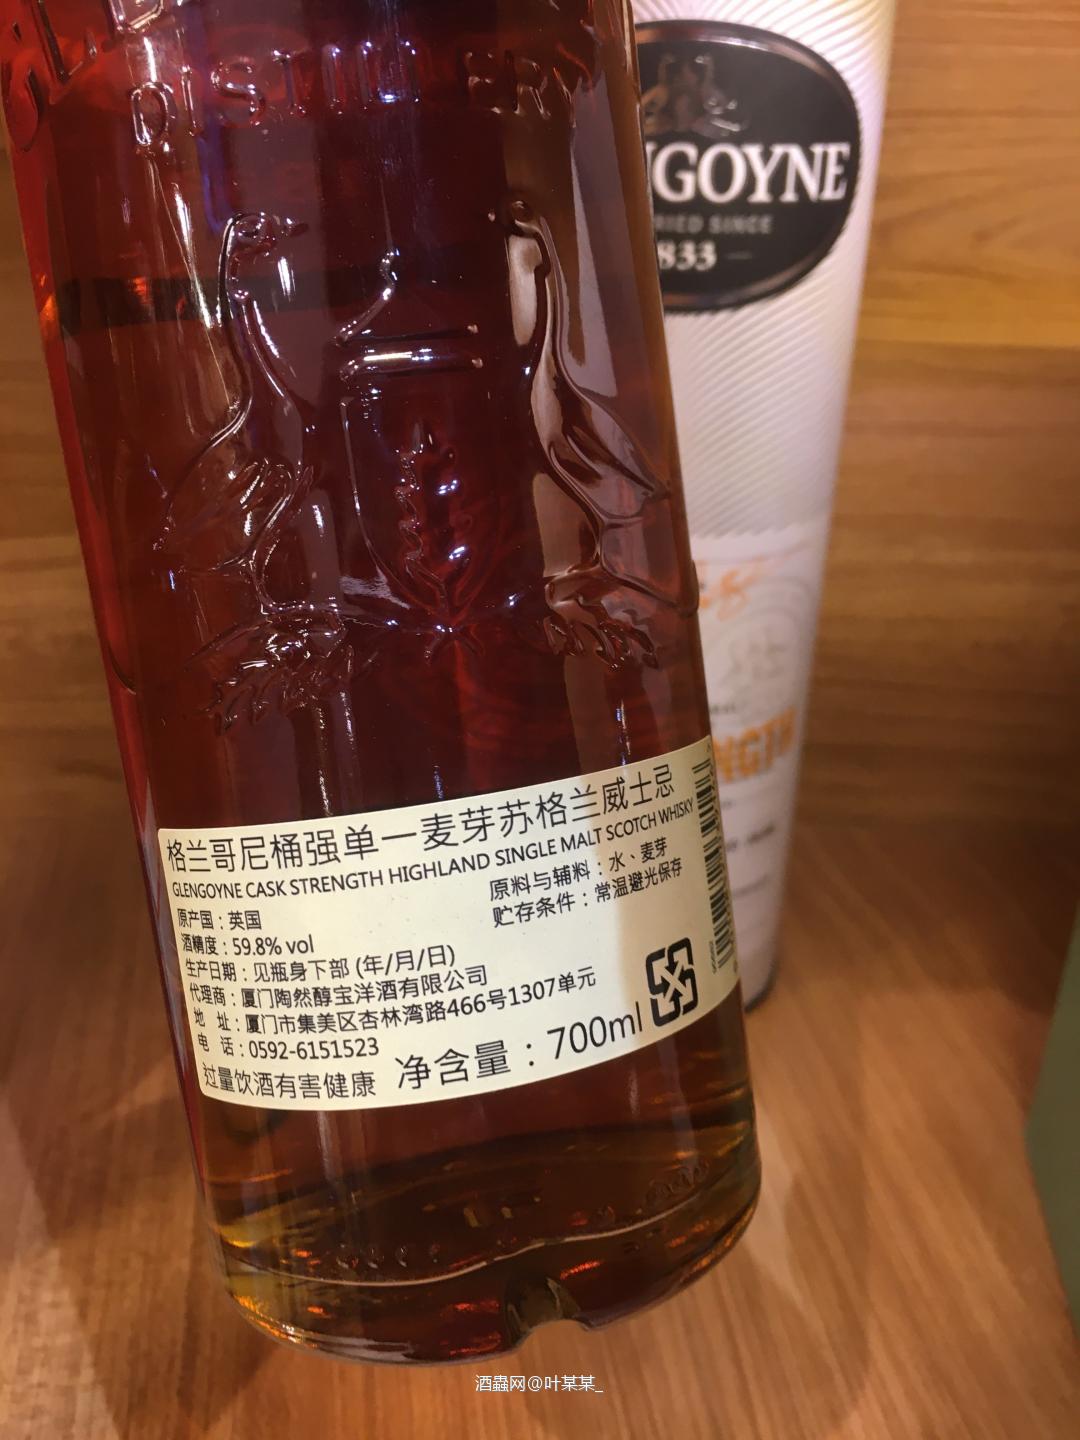 DISTILLERY
NGOYNE
RIED SINCE
1833
NGTH
格兰哥尼桶强单一麦芽苏格兰威士忌
GLENGOYNE CASK STRENGTH HIGHLAND SINGLE MALT SCOTCH WHISKY
原产国：英国
原料与辅料：水、麦芽
酒精度：59.8% vol
贮存条件：常温避光保存
生产日期：见瓶身下部 (年/月/日)
代理商：厦门陶然醇宝洋酒有限公司
地 址：厦门市集美区杏林湾路466号1307单元
电 话：0592-6151523
过量饮酒有害健康
净含量：700ml
酒蟲网@叶某某_